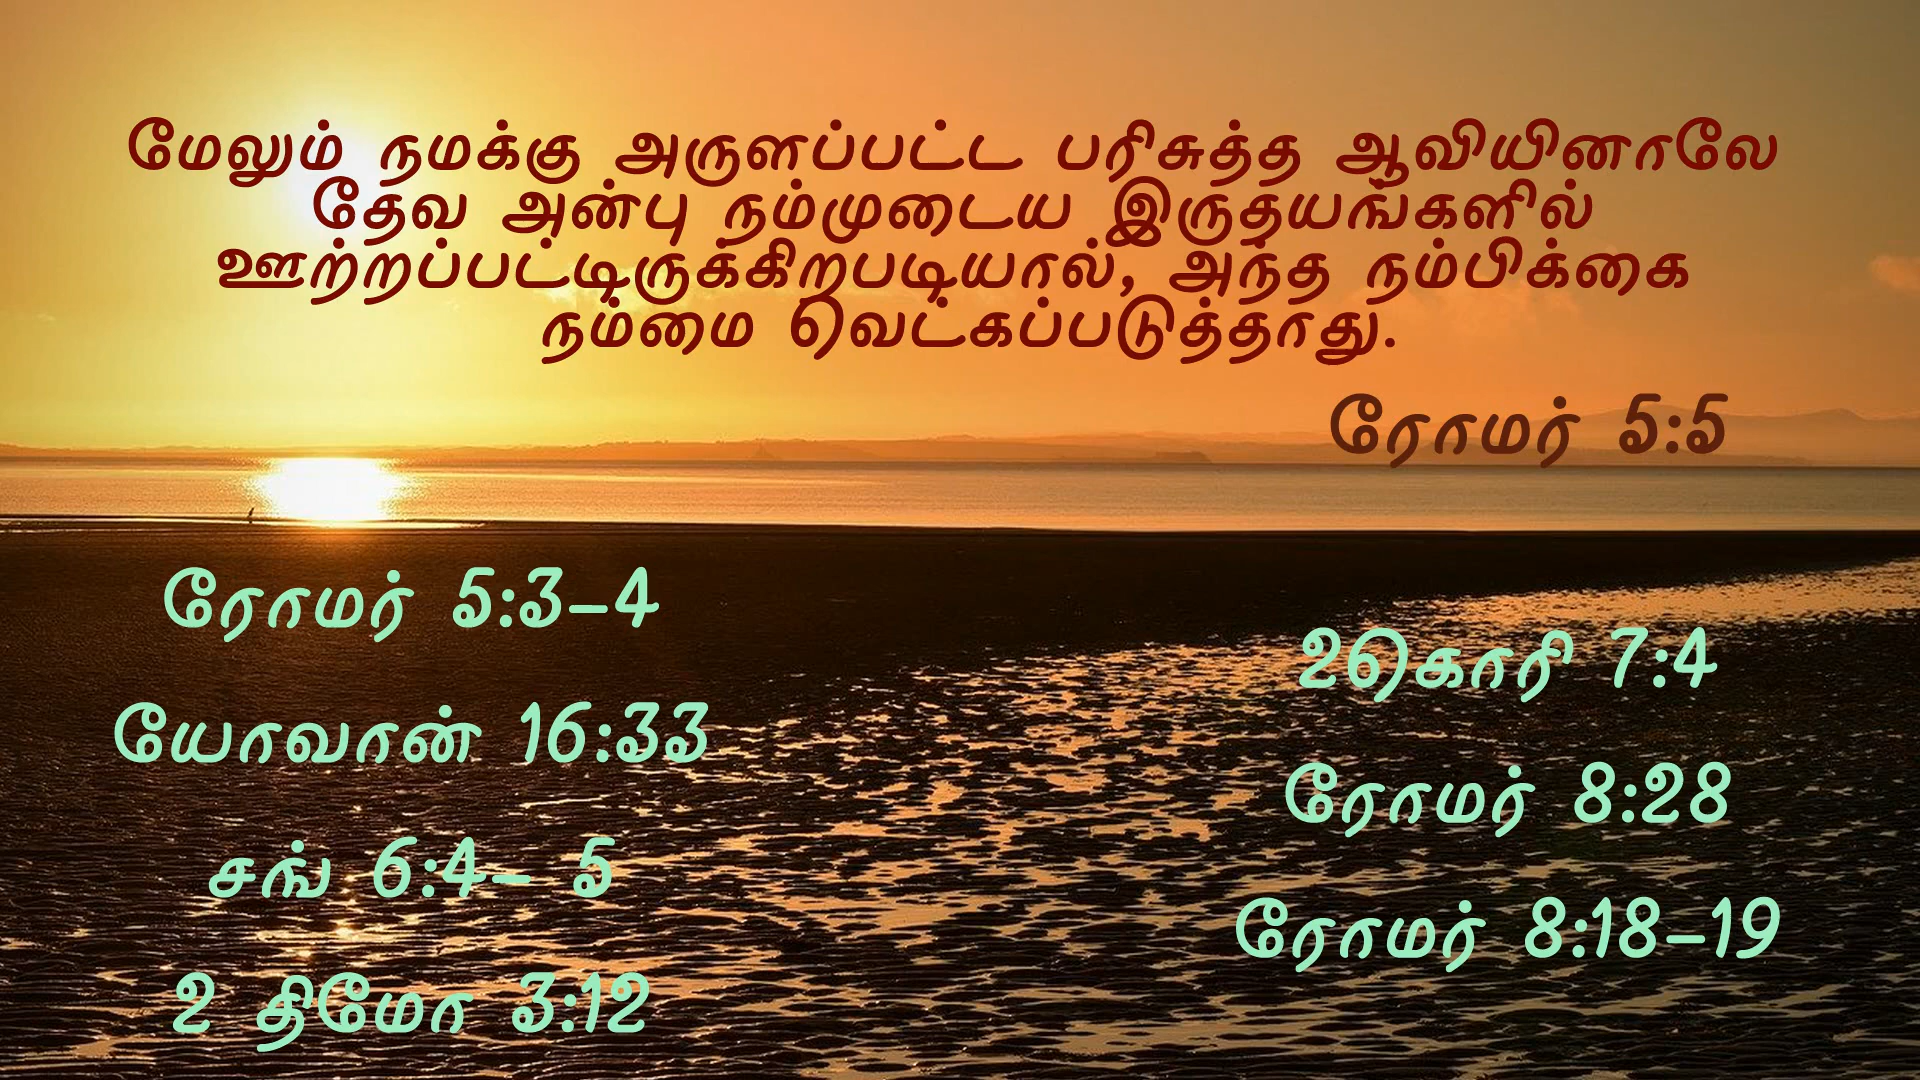 மேலும் நமக்கு அருளப்பட்ட பரிசுத்த ஆவியினாலே
தேவ அன்பு நம்முடைய இருதயங்களில்
ஊற்றப்பட்டிருக்கிறபடியால், அந்த நம்பிக்கை
நம்மை வெட்கப்படுத்தாது.
ரோமர் 5:5
ரோமர் 5:3-4
யோவான் 16:33
சங் 6:4- 5
2 தீமோ 3:12
2கொரி 7:4
ரோமர் 8:28
ரோமர் 8:18-19